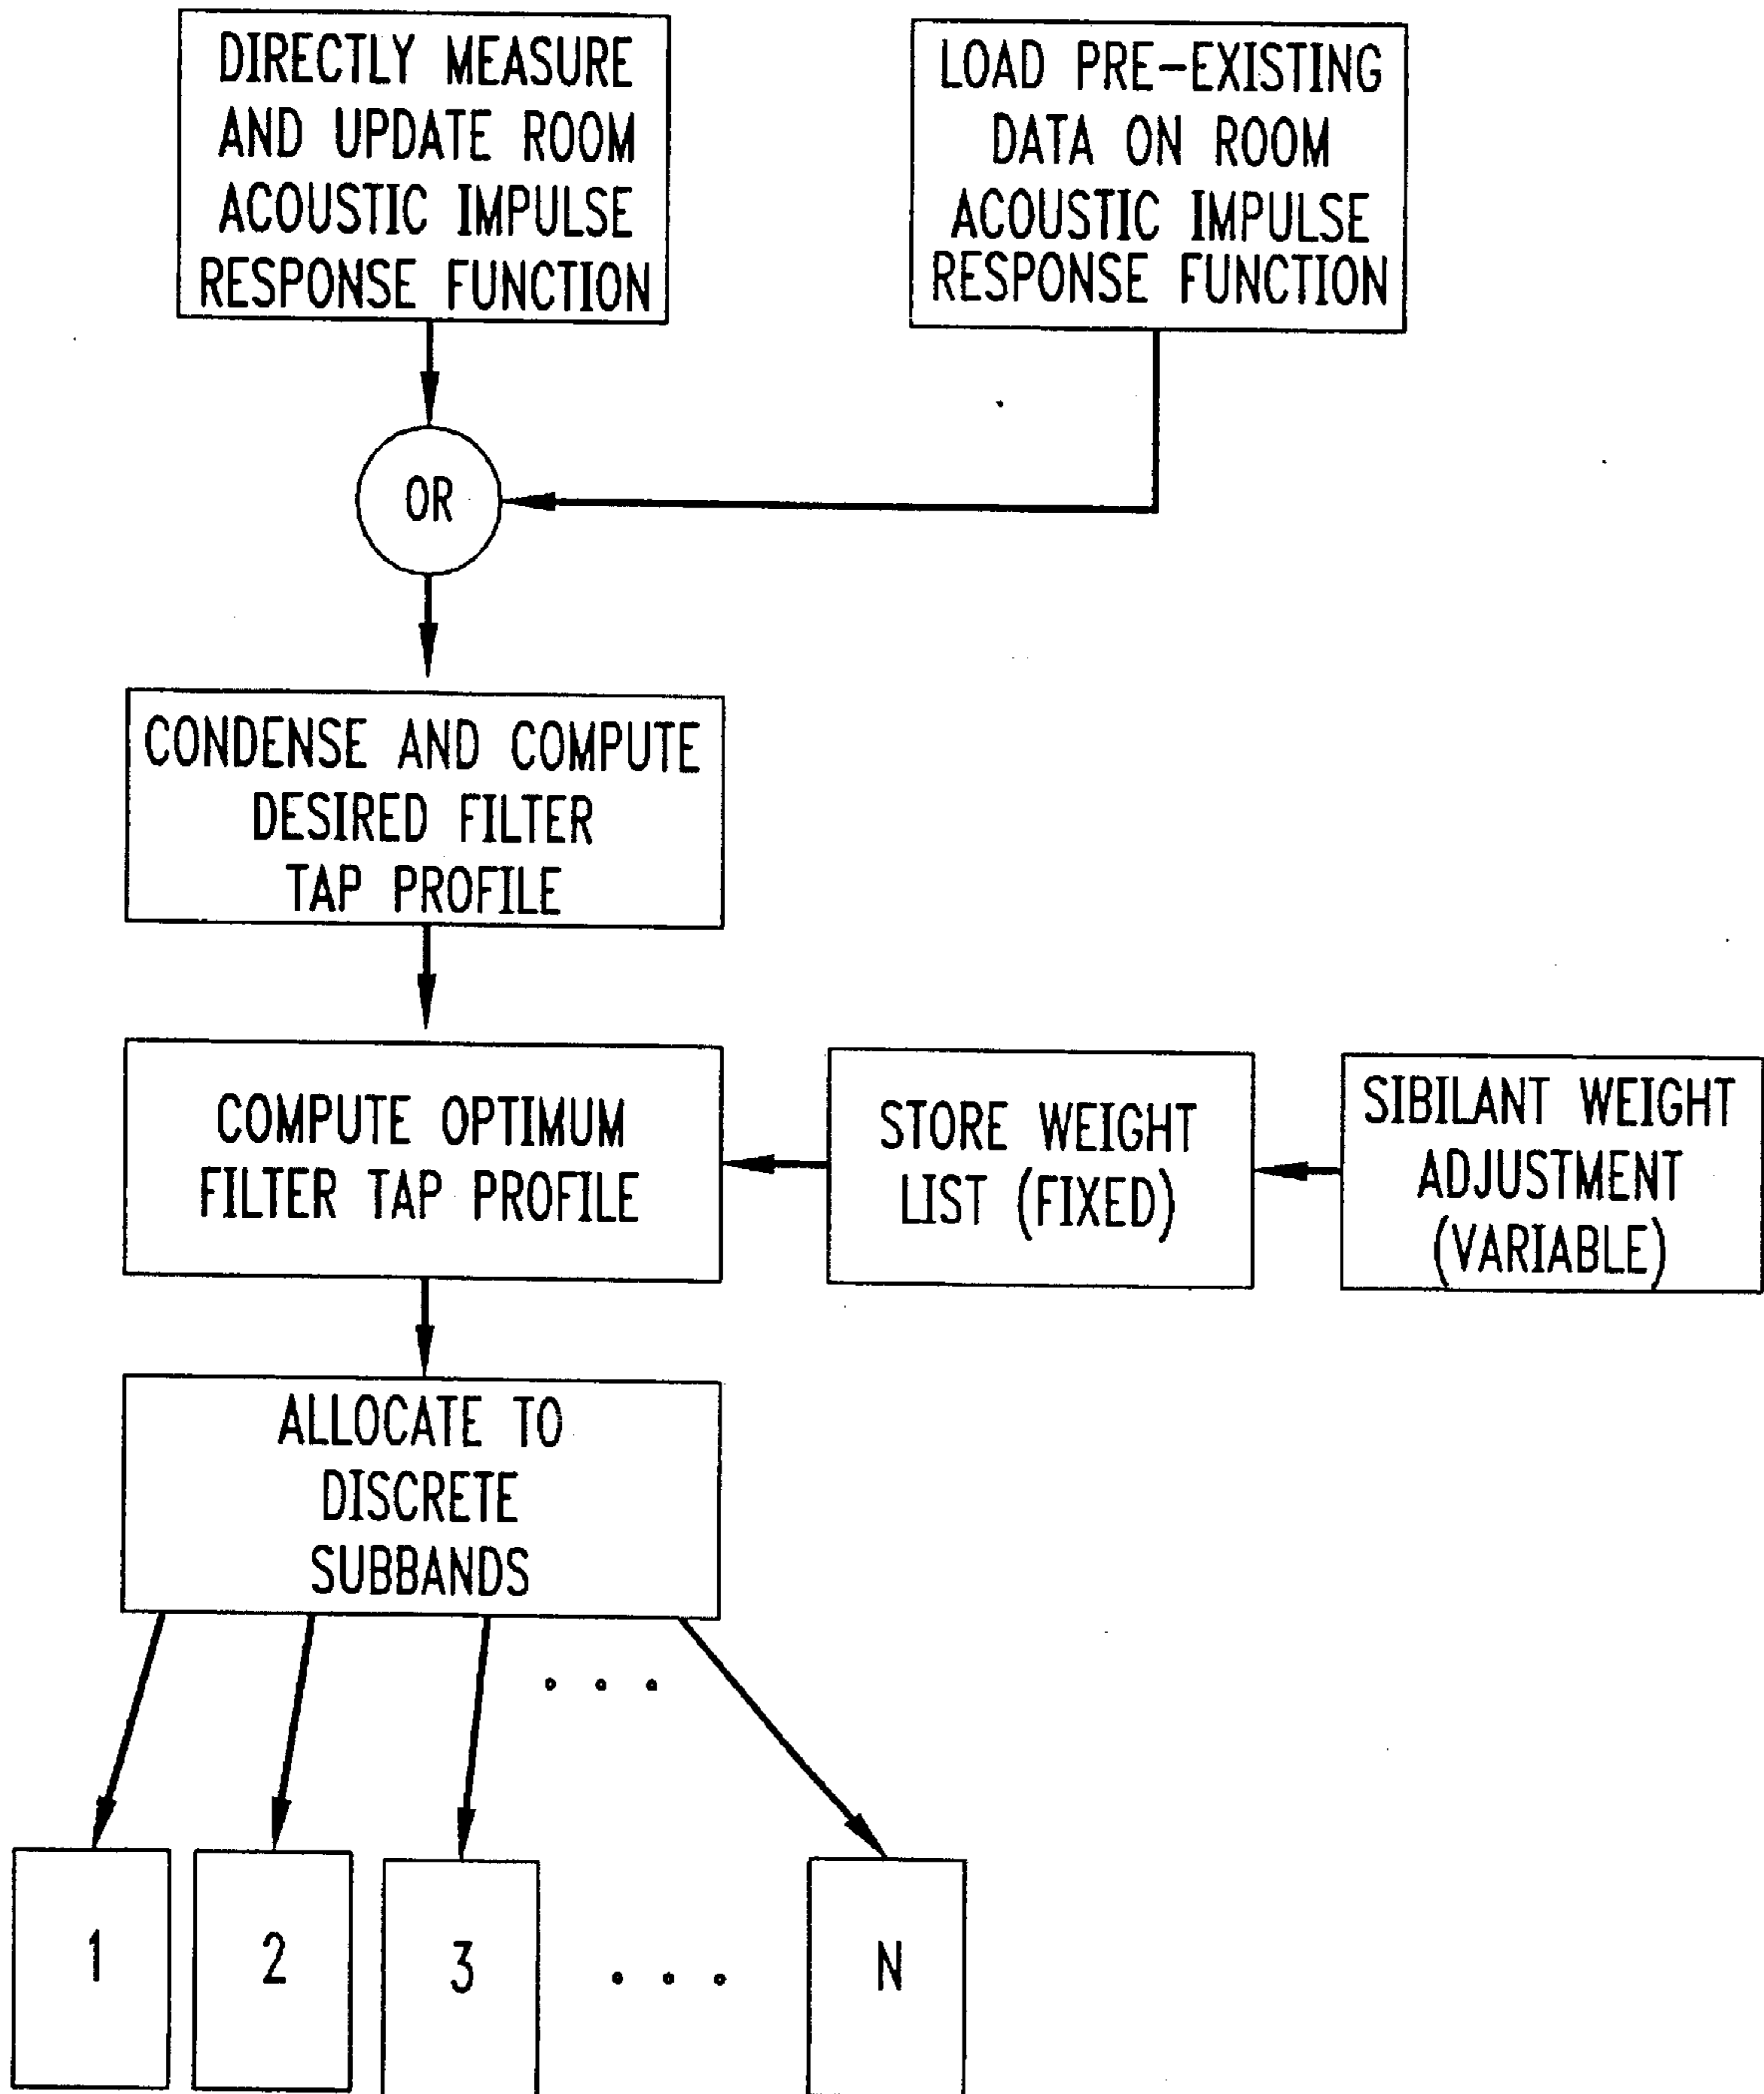 DIRECTLY MEASURE
AND UPDATE ROOM
ACOUSTIC IMPULSE
RESPONSE FUNCTION
LOAD PRE-EXISTING
DATA ON ROOM
ACOUSTIC IMPULSE
RESPONSE FUNCTION
OR
CONDENSE AND COMPUTE
DESIRED FILTER
TAP PROFILE
COMPUTE OPTIMUM
FILTER TAP PROFILE
STORE WEIGHT
LIST (FIXED)
SIBILANT WEIGHT
ADJUSTMENT
(VARIABLE)
ALLOCATE TO
DISCRETE
SUBBANDS
. . .
1
2
3
. . .
N